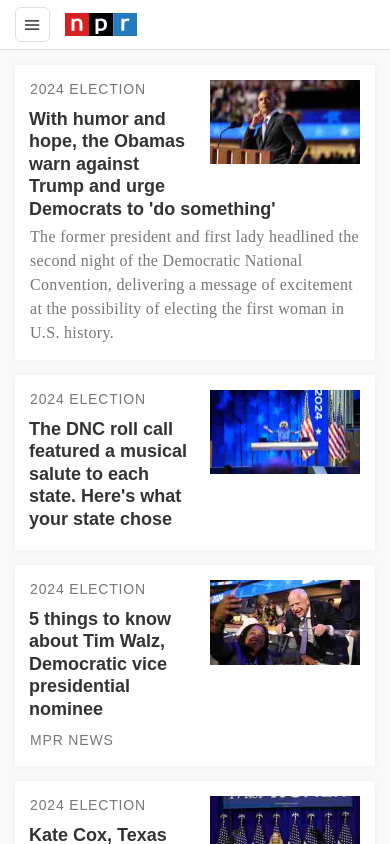 npr
2024 ELECTION
With humor and
hope, the Obamas
warn against
Trump and urge
Democrats to 'do something'
The former president and first lady headlined the
second night of the Democratic National
Convention, delivering a message of excitement
at the possibility of electing the first woman in
U.S. history.
2024 ELECTION
The DNC roll call
featured a musical
salute to each
state. Here's what
your state chose
2024
2024 ELECTION
5 things to know
about Tim Walz,
Democratic vice
presidential
nominee
MPR NEWS
2024 ELECTION
Kate Cox, Texas